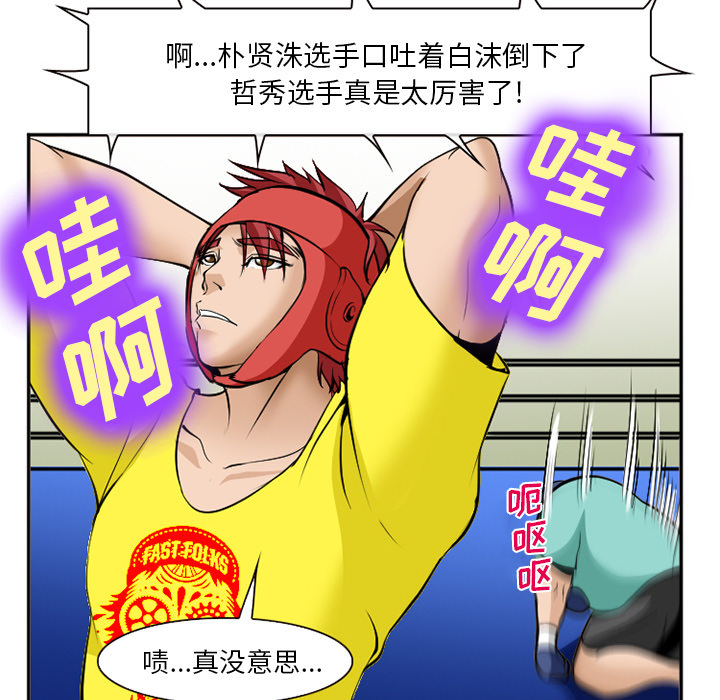 啊...朴贤洙选手口吐着白沫倒下了
哲秀选手真是太厉害了!
哇啊
哇啊
呃呕呕
FAST FOLKS
啧...真没意思...